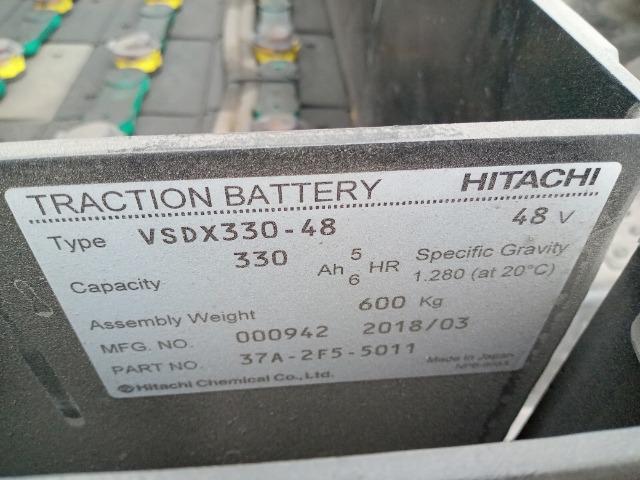 TRACTION BATTERY HITACHI
Type VSDX330-48 48 V
Capacity 330 Ah 5/6 HR Specific Gravity 1.280 (at 20°C)
Assembly Weight 600 Kg
MFG. NO. 000942 2018/03
PART NO. 37A-2F5-5011 Made in Japan
Hitachi Chemical Co., Ltd.